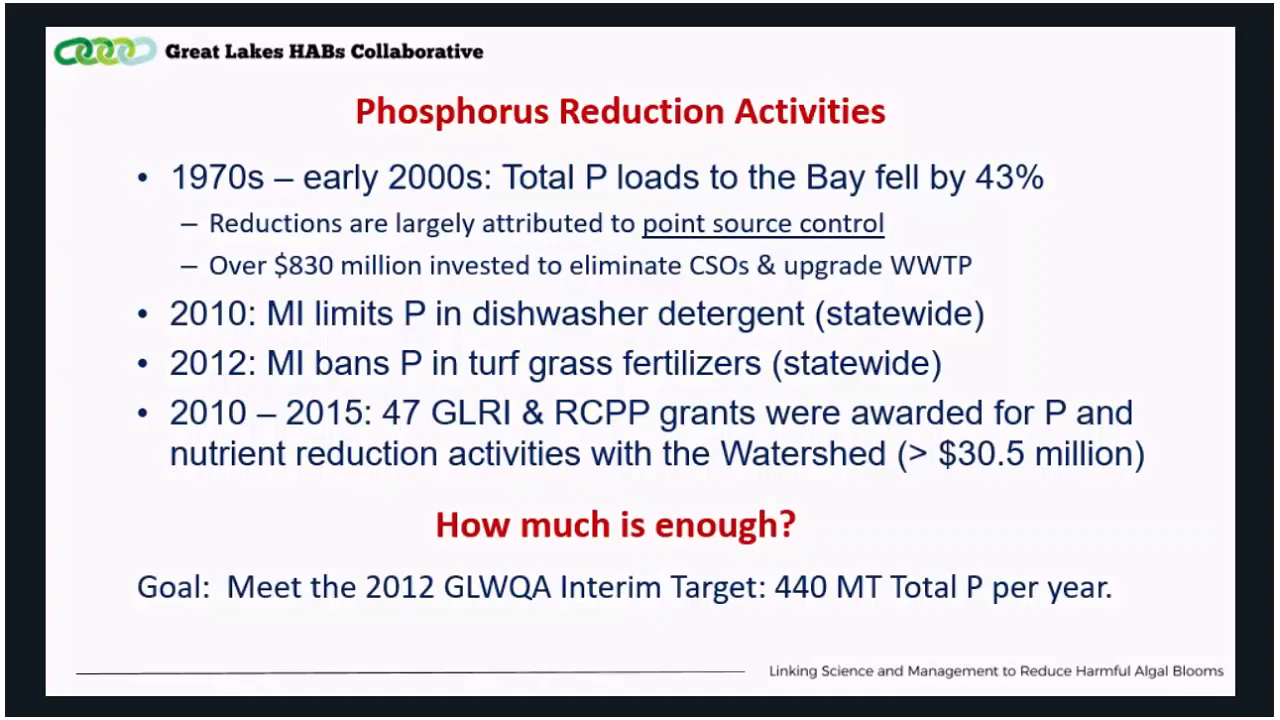 Great Lakes HABs Collaborative
Phosphorus Reduction Activities
• 1970s – early 2000s: Total P loads to the Bay fell by 43%
– Reductions are largely attributed to point source control
– Over $830 million invested to eliminate CSOs & upgrade WWTP
• 2010: MI limits P in dishwasher detergent (statewide)
• 2012: MI bans P in turf grass fertilizers (statewide)
• 2010 – 2015: 47 GLRI & RCPP grants were awarded for P and
nutrient reduction activities with the Watershed (> $30.5 million)
How much is enough?
Goal: Meet the 2012 GLWQA Interim Target: 440 MT Total P per year.
Linking Science and Management to Reduce Harmful Algal Blooms